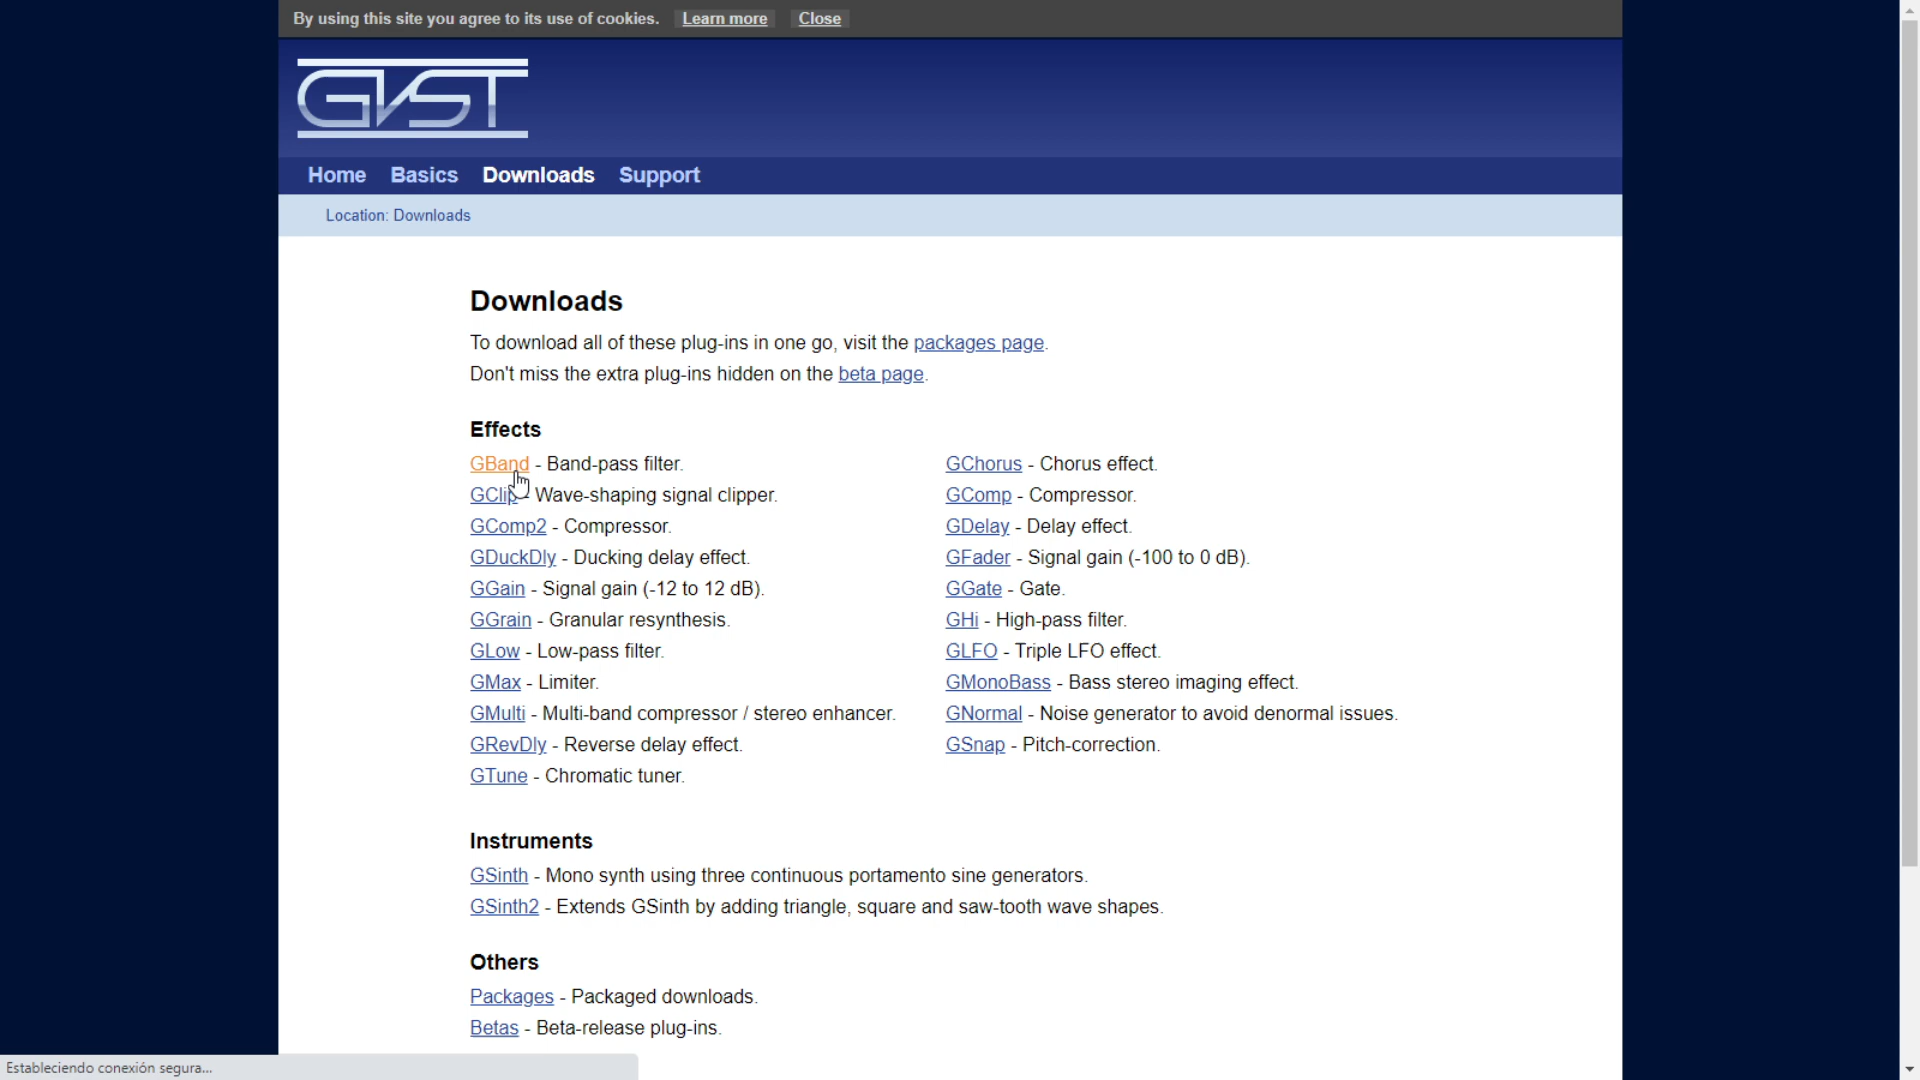 By using this site you agree to its use of cookies. Learn more Close
GVST
Home Basics Downloads Support
Location: Downloads
Downloads
To download all of these plug-ins in one go, visit the packages page.
Don't miss the extra plug-ins hidden on the beta page.
Effects
GBand - Band-pass filter.
GClip - Wave-shaping signal clipper.
GComp2 - Compressor.
GDuckDly - Ducking delay effect.
GGain - Signal gain (-12 to 12 dB).
GGrain - Granular resynthesis.
GLow - Low-pass filter.
GMax - Limiter.
GMulti - Multi-band compressor / stereo enhancer.
GRevDly - Reverse delay effect.
GTune - Chromatic tuner.
GChorus - Chorus effect.
GComp - Compressor.
GDelay - Delay effect.
GFader - Signal gain (-100 to 0 dB).
GGate - Gate.
GHi - High-pass filter.
GLFO - Triple LFO effect.
GMonoBass - Bass stereo imaging effect.
GNormal - Noise generator to avoid denormal issues.
GSnap - Pitch-correction.
Instruments
GSinth - Mono synth using three continuous portamento sine generators.
GSinth2 - Extends GSinth by adding triangle, square and saw-tooth wave shapes.
Others
Packages - Packaged downloads.
Betas - Beta-release plug-ins.
Estableciendo conexión segura...